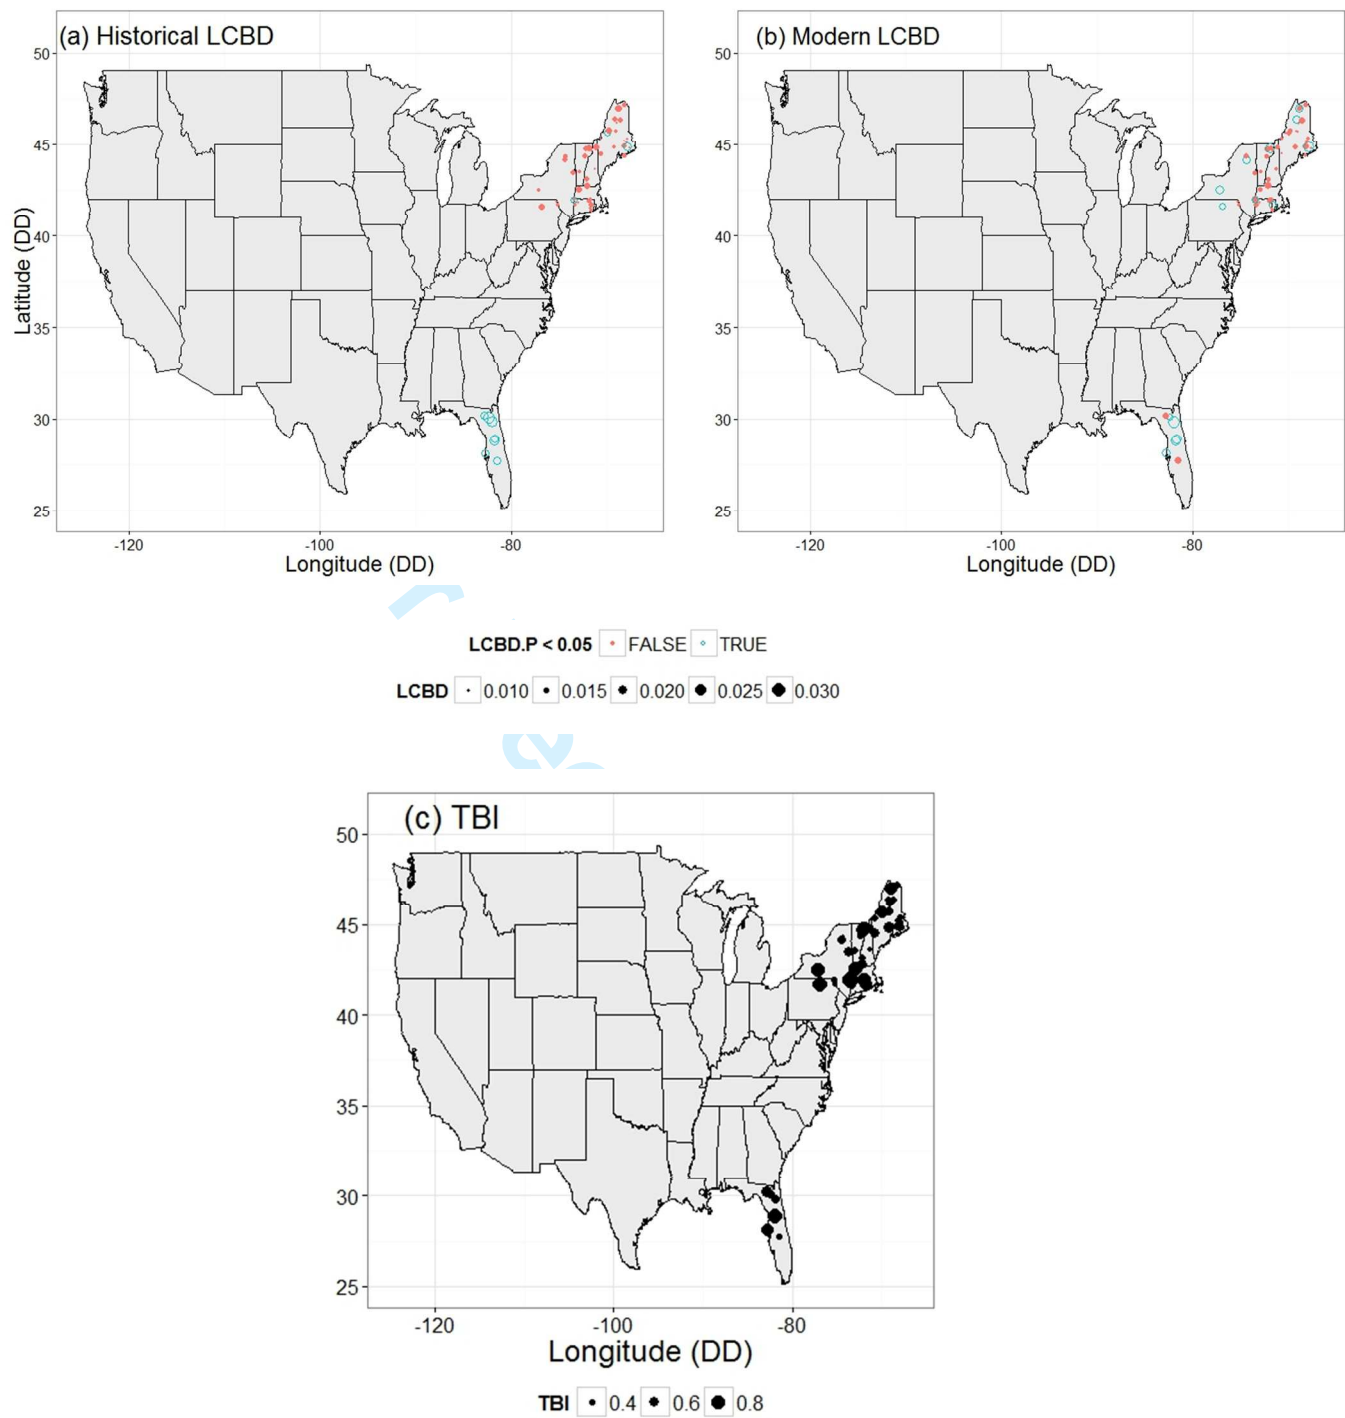 (a) Historical LCBD
50
45
40
35
30
25
Latitude (DD)
-120 -100 -80
Longitude (DD)
(b) Modern LCBD
50
45
40
35
30
25
-120 -100 -80
Longitude (DD)
LCBD.P < 0.05 FALSE TRUE
LCBD 0.010 0.015 0.020 0.025 0.030
&
(c) TBI
50
45
40
35
30
25
-120 -100 -80
Longitude (DD)
TBI 0.4 0.6 0.8